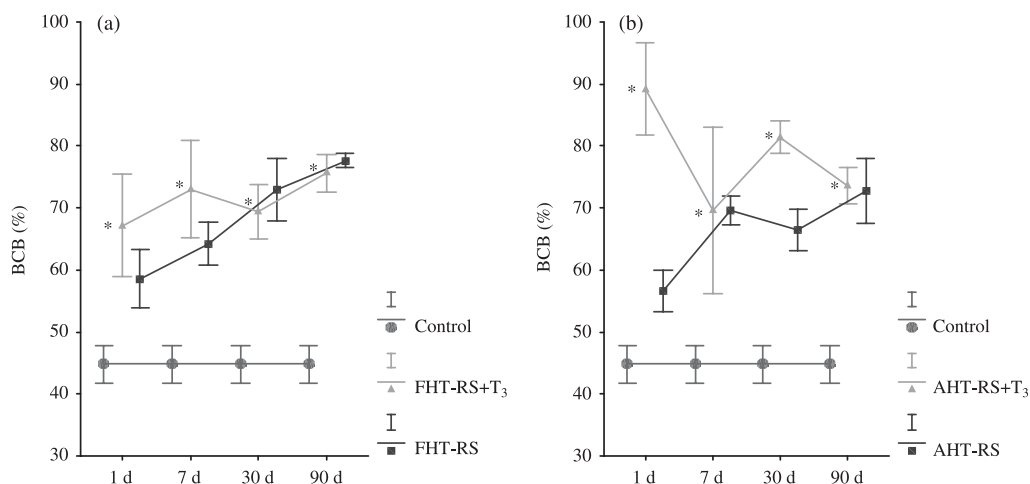 (a)
100
90
80
70
60
50
40
30
BCB (%)
*
*
*
*
Control
FHT-RS+T₃
FHT-RS
1 d 7 d 30 d 90 d
(b)
100
90
80
70
60
50
40
30
BCB (%)
*
*
*
*
Control
AHT-RS+T₃
AHT-RS
1 d 7 d 30 d 90 d